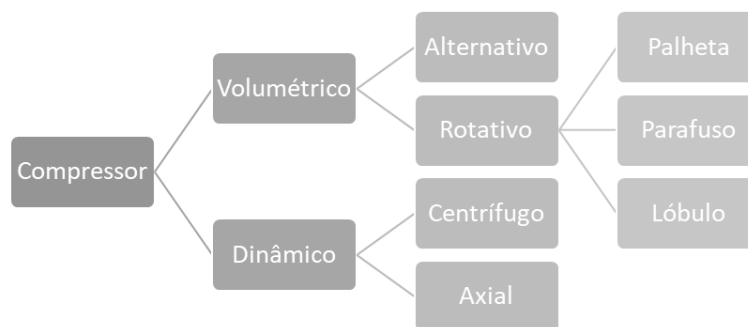 Compressor
Volumétrico
Alternativo
Rotativo
Palheta
Parafuso
Lóbulo
Dinâmico
Centrífugo
Axial